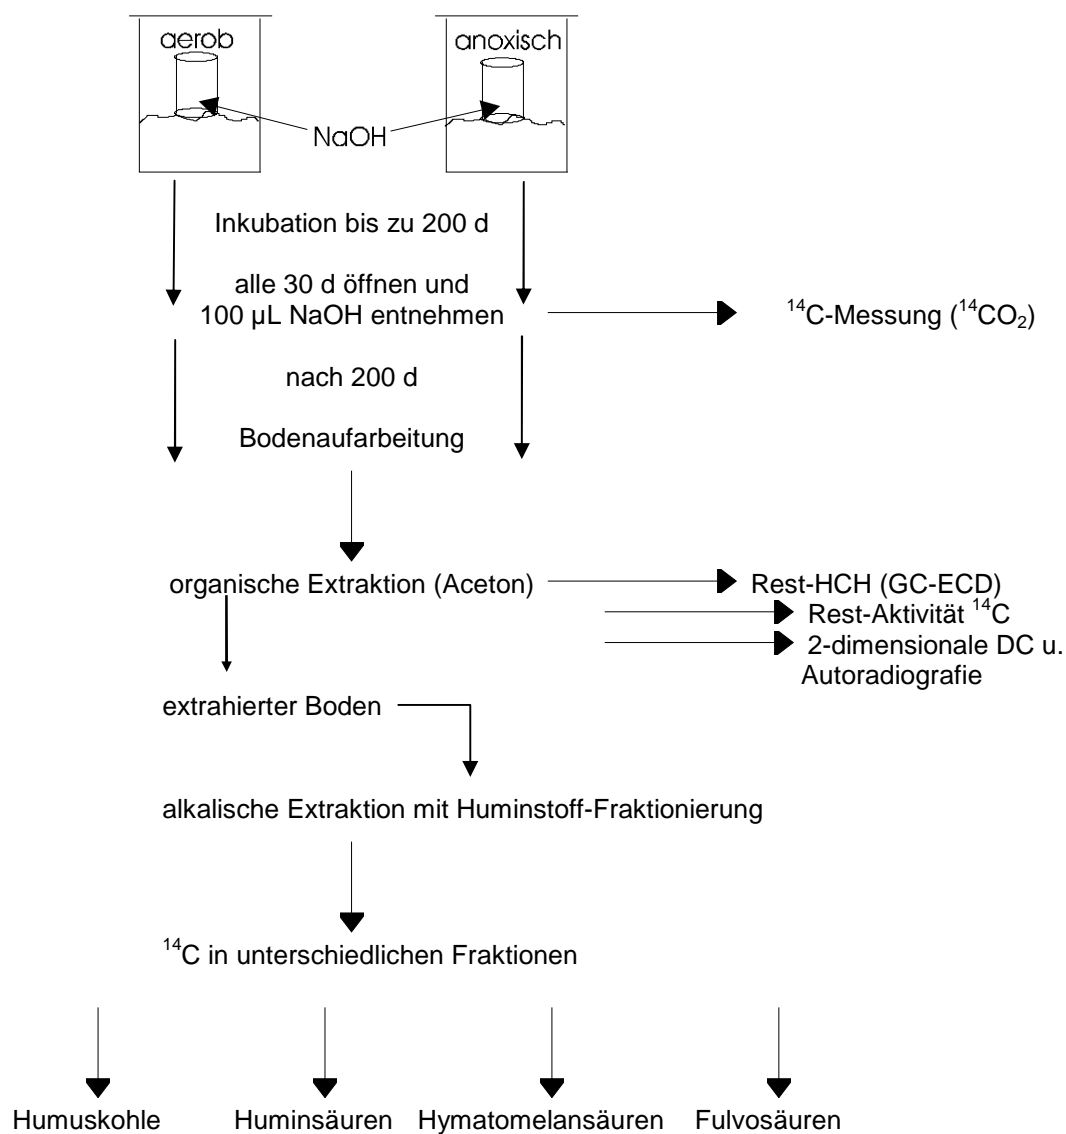 aerob
anoxisch
NaOH
Inkubation bis zu 200 d
alle 30 d öffnen und
100 µL NaOH entnehmen
¹⁴C-Messung (¹⁴CO₂)
nach 200 d
Bodenaufarbeitung
organische Extraktion (Aceton)
Rest-HCH (GC-ECD)
Rest-Aktivität ¹⁴C
2-dimensionale DC u.
Autoradiografie
extrahierter Boden
alkalische Extraktion mit Huminstoff-Fraktionierung
¹⁴C in unterschiedlichen Fraktionen
Humuskohle
Huminsäuren
Hymatomelansäuren
Fulvosäuren